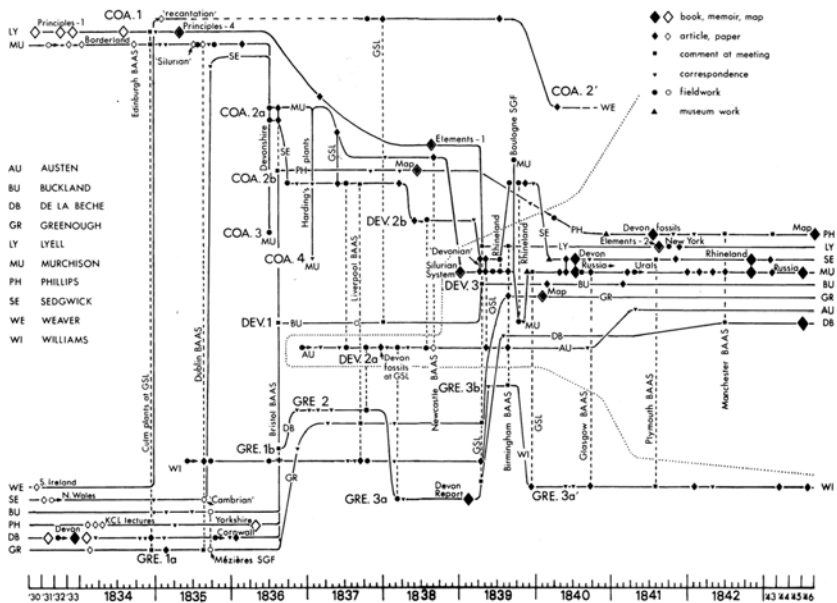 COA. 1
'recantation'
Principles-1
Principles-4
LY
MU
Borderland
'Silurian'
Edinburgh BAAS
SE
GSL
book, memoir, map
article, paper
comment at meeting
correspondence
fieldwork
museum work
COA. 2'
WE
COA. 2a
MU
Devonshire
SE
Harding's plants
GSL
Elements-1
Boulogne SGF
MU
COA. 2b
PH
Map
AU AUSTEN
BU BUCKLAND
DB DE LA BECHE
GR GREENOUGH
LY LYELL
MU MURCHISON
PH PHILLIPS
SE SEDGWICK
WE WEAVER
WI WILLIAMS
COA. 3
MU
COA. 4
MU
Liverpool BAAS
DEV. 2b
'Devonian'
Silurian System
Rhineland
Rhineland
SE
PH
LY
Devon fossils
Elements-2
New York
Map
PH
LY
Devon
Rhineland
SE
Russia
Urals
Russia
MU
DEV. 3
BU
BU
Map
GR
GR
AU
DB
DEV. 1
BU
MU
GSL
DB
AU
AU
DEV. 2a
Devon fossils at GSL
Newcastle BAAS
Dublin BAAS
Bristol BAAS
Culm plants at GSL
GRE. 2
DB
GRE. 1b
GR
WI
GRE. 3b
GSL
Birmingham BAAS
WI
GSL
Glasgow BAAS
Plymouth BAAS
Manchester BAAS
GRE. 3a
Devon Report
GRE. 3a'
WI
WE
S. Ireland
SE
N. Wales
'Cambrian'
BU
PH
KCL lectures
Yorkshire
DB
Devon
Cornwall
GR
GRE. 1a
Mézières SGF
'30 '31 '32 '33 1834 1835 1836 1837 1838 1839 1840 1841 1842 '43 '44 '45 '46